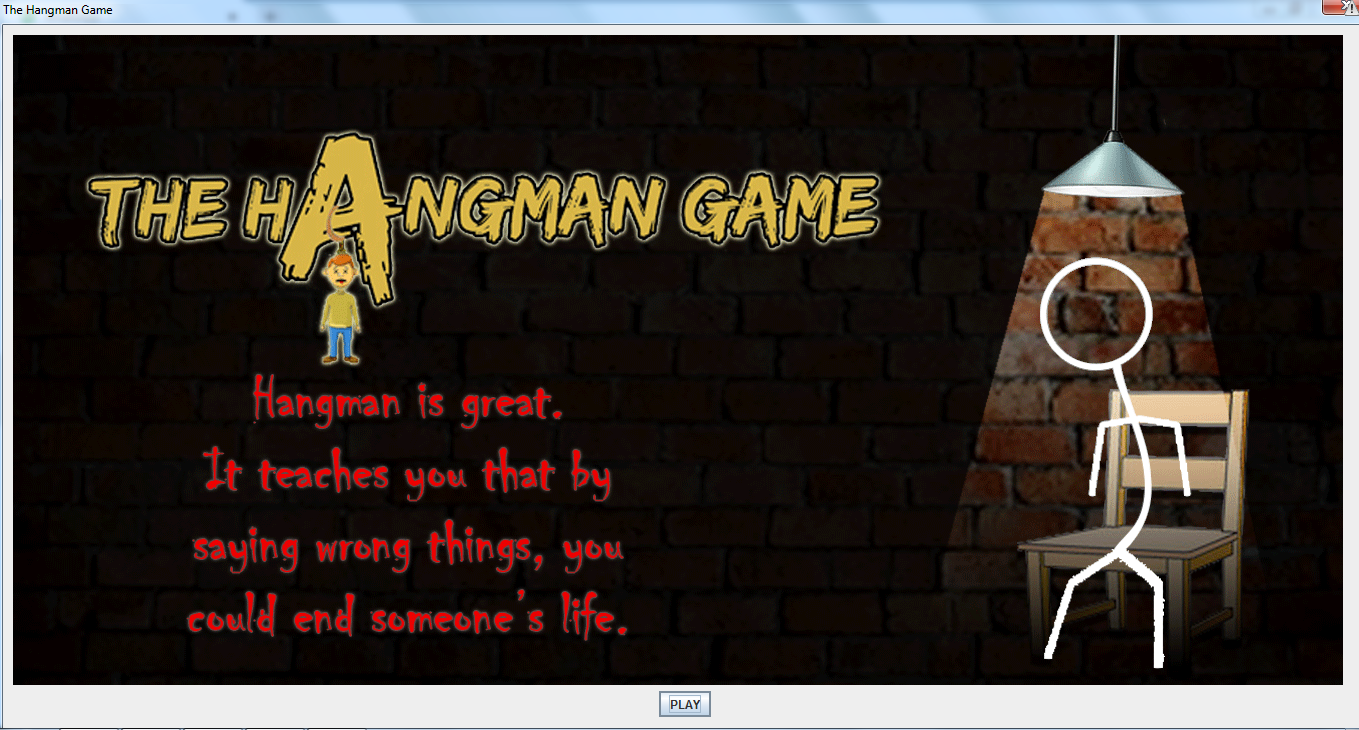 The Hangman Game
THE HANGMAN GAME
Hangman is great.
It teaches you that by
saying wrong things, you
could end someone's life.
PLAY